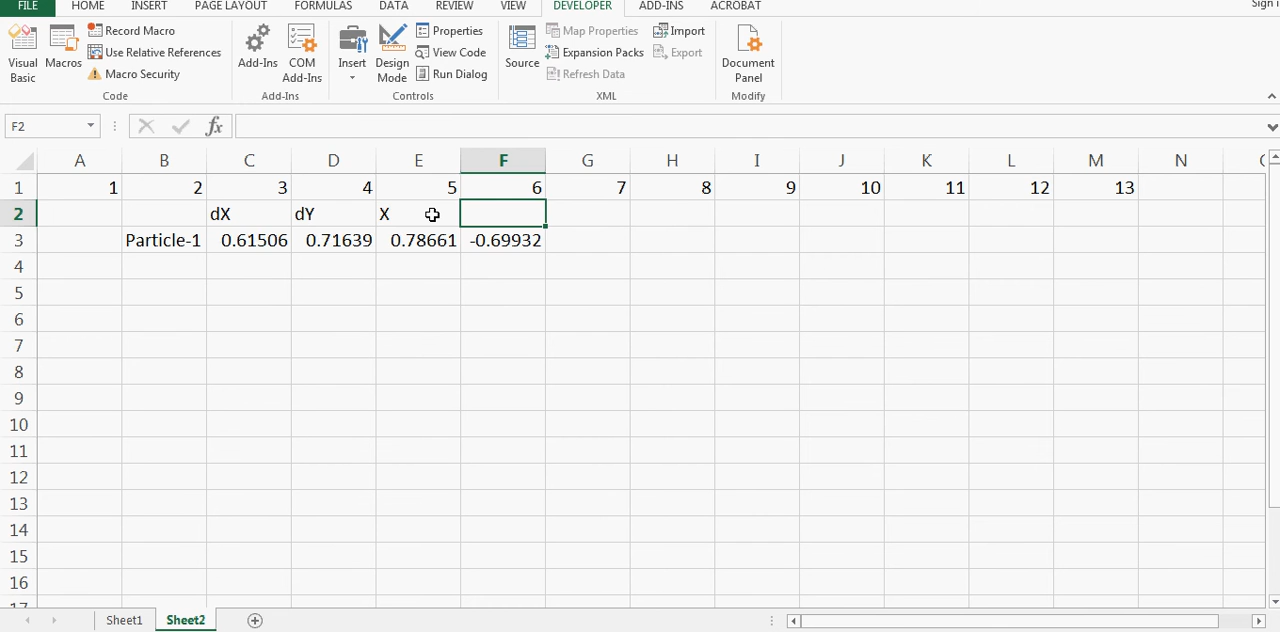 FILE HOME INSERT PAGE LAYOUT FORMULAS DATA REVIEW VIEW DEVELOPER ADD-INS ACROBAT Sign i
Record Macro Properties Map Properties Import
Use Relative References View Code Expansion Packs Export
Visual Basic Macros Macro Security Add-Ins COM Add-Ins Insert Design Mode Run Dialog Source Refresh Data Document Panel
Code Add-Ins Controls XML Modify
F2 fx
A B C D E F G H I J K L M N
1 1 2 3 4 5 6 7 8 9 10 11 12 13
2 dX dY X
3 Particle-1 0.61506 0.71639 0.78661 -0.69932
4
5
6
7
8
9
10
11
12
13
14
15
16
17
Sheet1 Sheet2